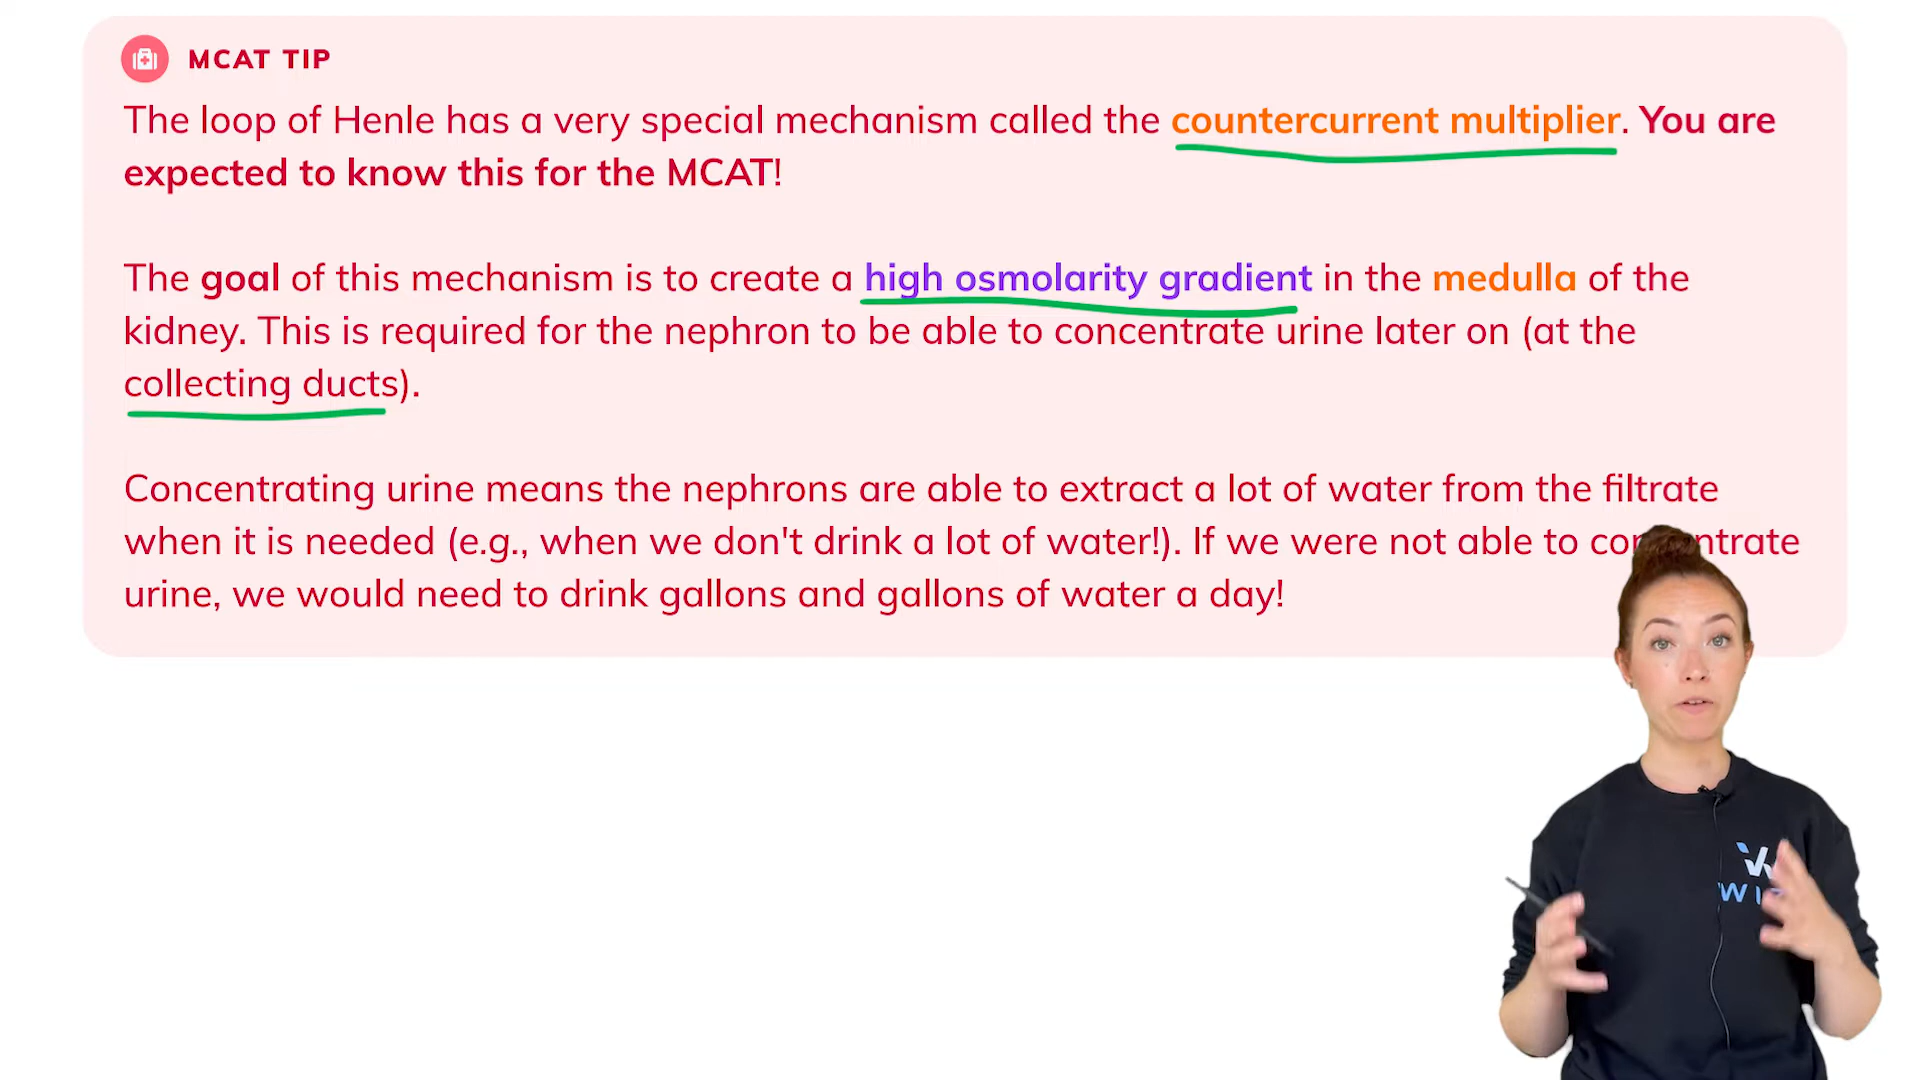 MCAT TIP
The loop of Henle has a very special mechanism called the countercurrent multiplier. You are
expected to know this for the MCAT!
The goal of this mechanism is to create a high osmolarity gradient in the medulla of the
kidney. This is required for the nephron to be able to concentrate urine later on (at the
collecting ducts).
Concentrating urine means the nephrons are able to extract a lot of water from the filtrate
when it is needed (e.g., when we don't drink a lot of water!). If we were not able to concentrate
urine, we would need to drink gallons and gallons of water a day!